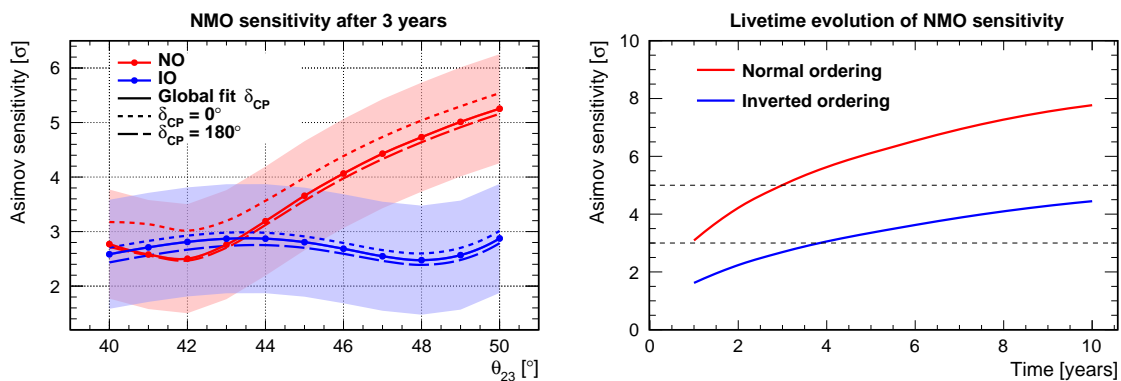 NMO sensitivity after 3 years
Asimov sensitivity [σ]
6
5
4
3
2
NO
IO
Global fit δCP
δCP = 0°
δCP = 180°
40 42 44 46 48 50
θ23 [°]
Livetime evolution of NMO sensitivity
Asimov sensitivity [σ]
10
8
6
4
2
0
Normal ordering
Inverted ordering
0 2 4 6 8 10
Time [years]